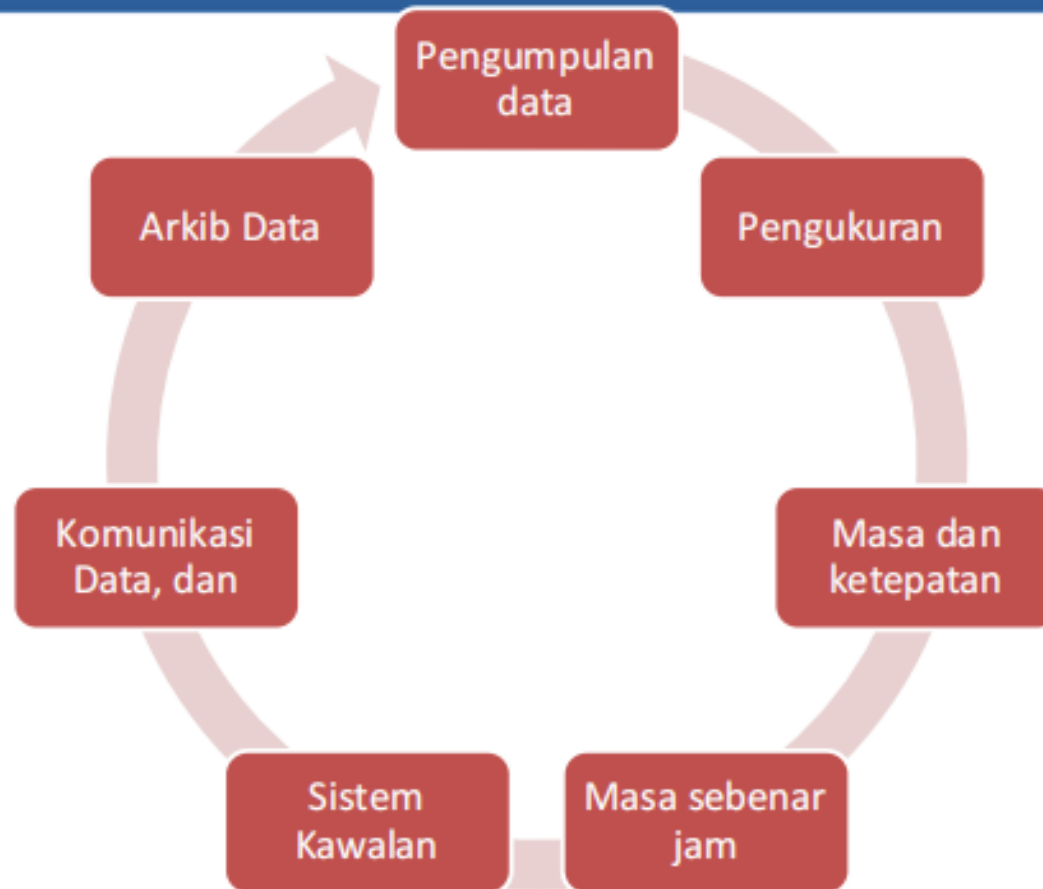 Pengumpulan
data
Pengukuran
Masa dan
ketepatan
Masa sebenar
jam
Sistem
Kawalan
Komunikasi
Data, dan
Arkib Data